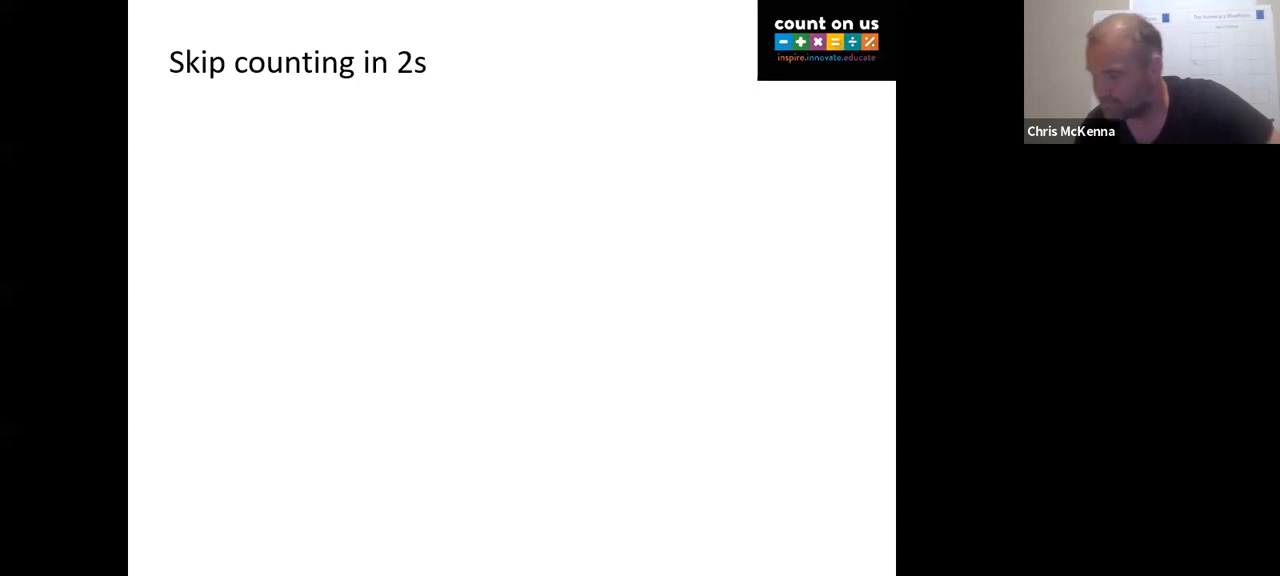 Skip counting in 2s
count on us
- + × = ÷ %
inspire.innovate.educate
Chris McKenna